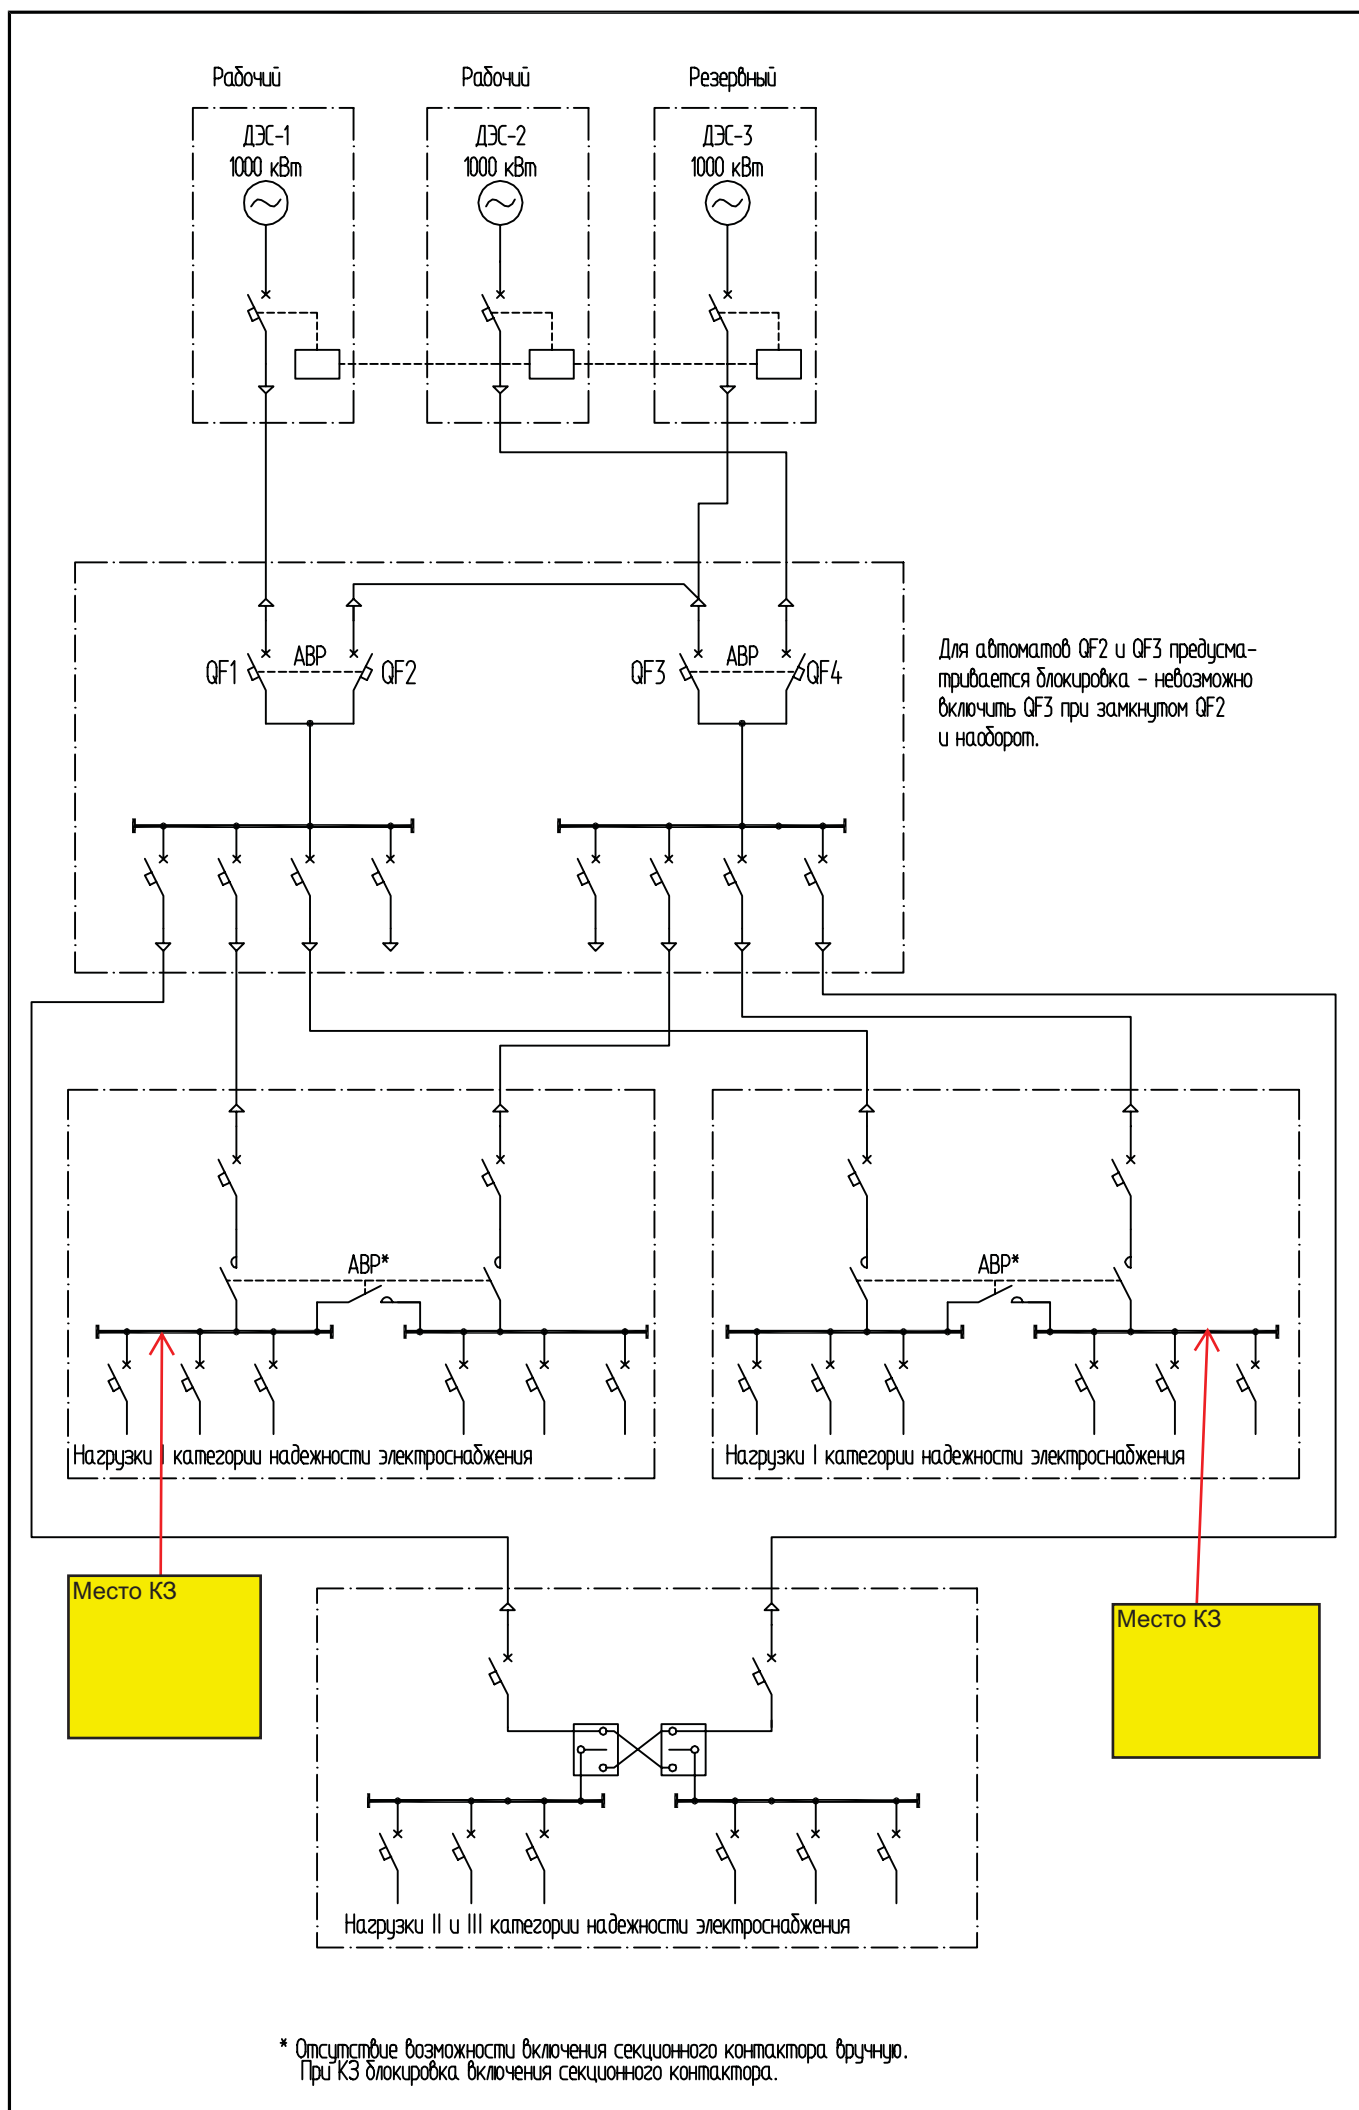 Рабочий
Рабочий
Резервный
ДЭС-1
1000 кВт
ДЭС-2
1000 кВт
ДЭС-3
1000 кВт
QF1
АВР
QF2
QF3
АВР
QF4
Для автоматов QF2 и QF3 предусма-
тривается блокировка - невозможно
включить QF3 при замкнутом QF2
и наоборот.
АВР*
АВР*
Нагрузки I категории надежности электроснабжения
Нагрузки I категории надежности электроснабжения
Место КЗ
Место КЗ
Нагрузки II и III категории надежности электроснабжения
* Отсутствие возможности включения секционного контактора вручную.
При КЗ блокировка включения секционного контактора.